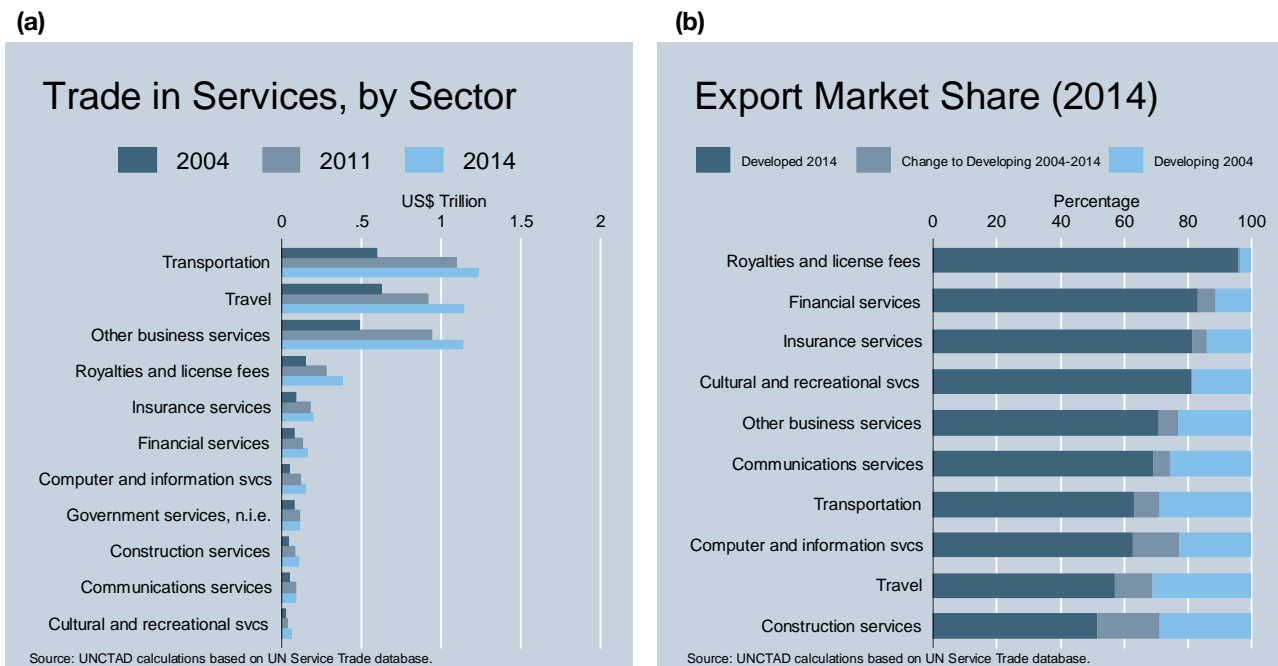 (a)
Trade in Services, by Sector
2004 2011 2014
US$ Trillion
0 .5 1 1.5 2
Transportation
Travel
Other business services
Royalties and license fees
Insurance services
Financial services
Computer and information svcs
Government services, n.i.e.
Construction services
Communications services
Cultural and recreational svcs
Source: UNCTAD calculations based on UN Service Trade database.
(b)
Export Market Share (2014)
Developed 2014 Change to Developing 2004-2014 Developing 2004
Percentage
0 20 40 60 80 100
Royalties and license fees
Financial services
Insurance services
Cultural and recreational svcs
Other business services
Communications services
Transportation
Computer and information svcs
Travel
Construction services
Source: UNCTAD calculations based on UN Service Trade database.